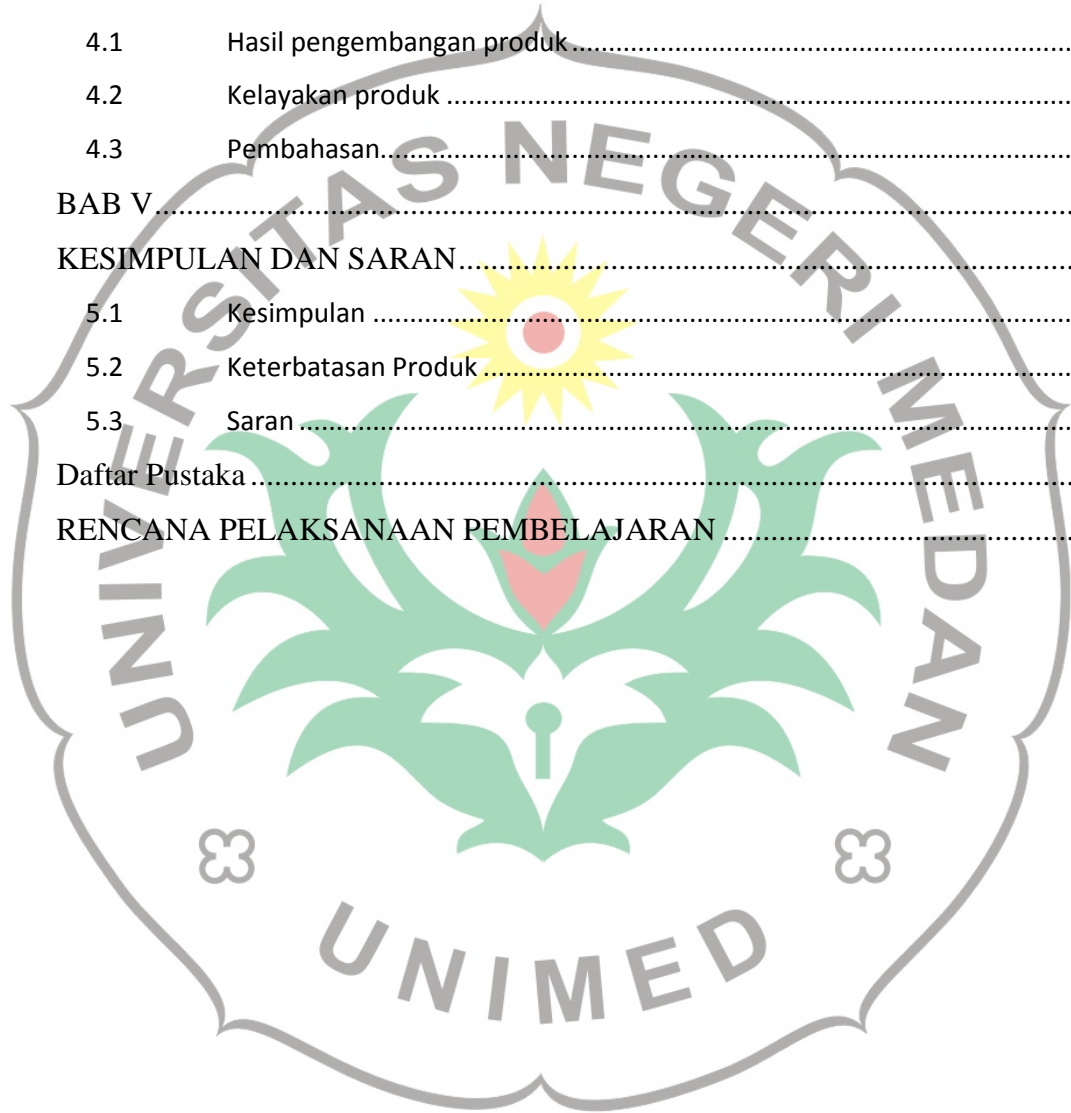 4.1 Hasil pengembangan produk........................................................
4.2 Kelayakan produk ........................................................
4.3 Pembahasan........................................................
BAB V........................................................
KESIMPULAN DAN SARAN........................................................
5.1 Kesimpulan ........................................................
5.2 Keterbatasan Produk ........................................................
5.3 Saran ........................................................
Daftar Pustaka ........................................................
RENCANA PELAKSANAAN PEMBELAJARAN ........................................................
UNIVERSITAS NEGERI MEDAN
UNIMED